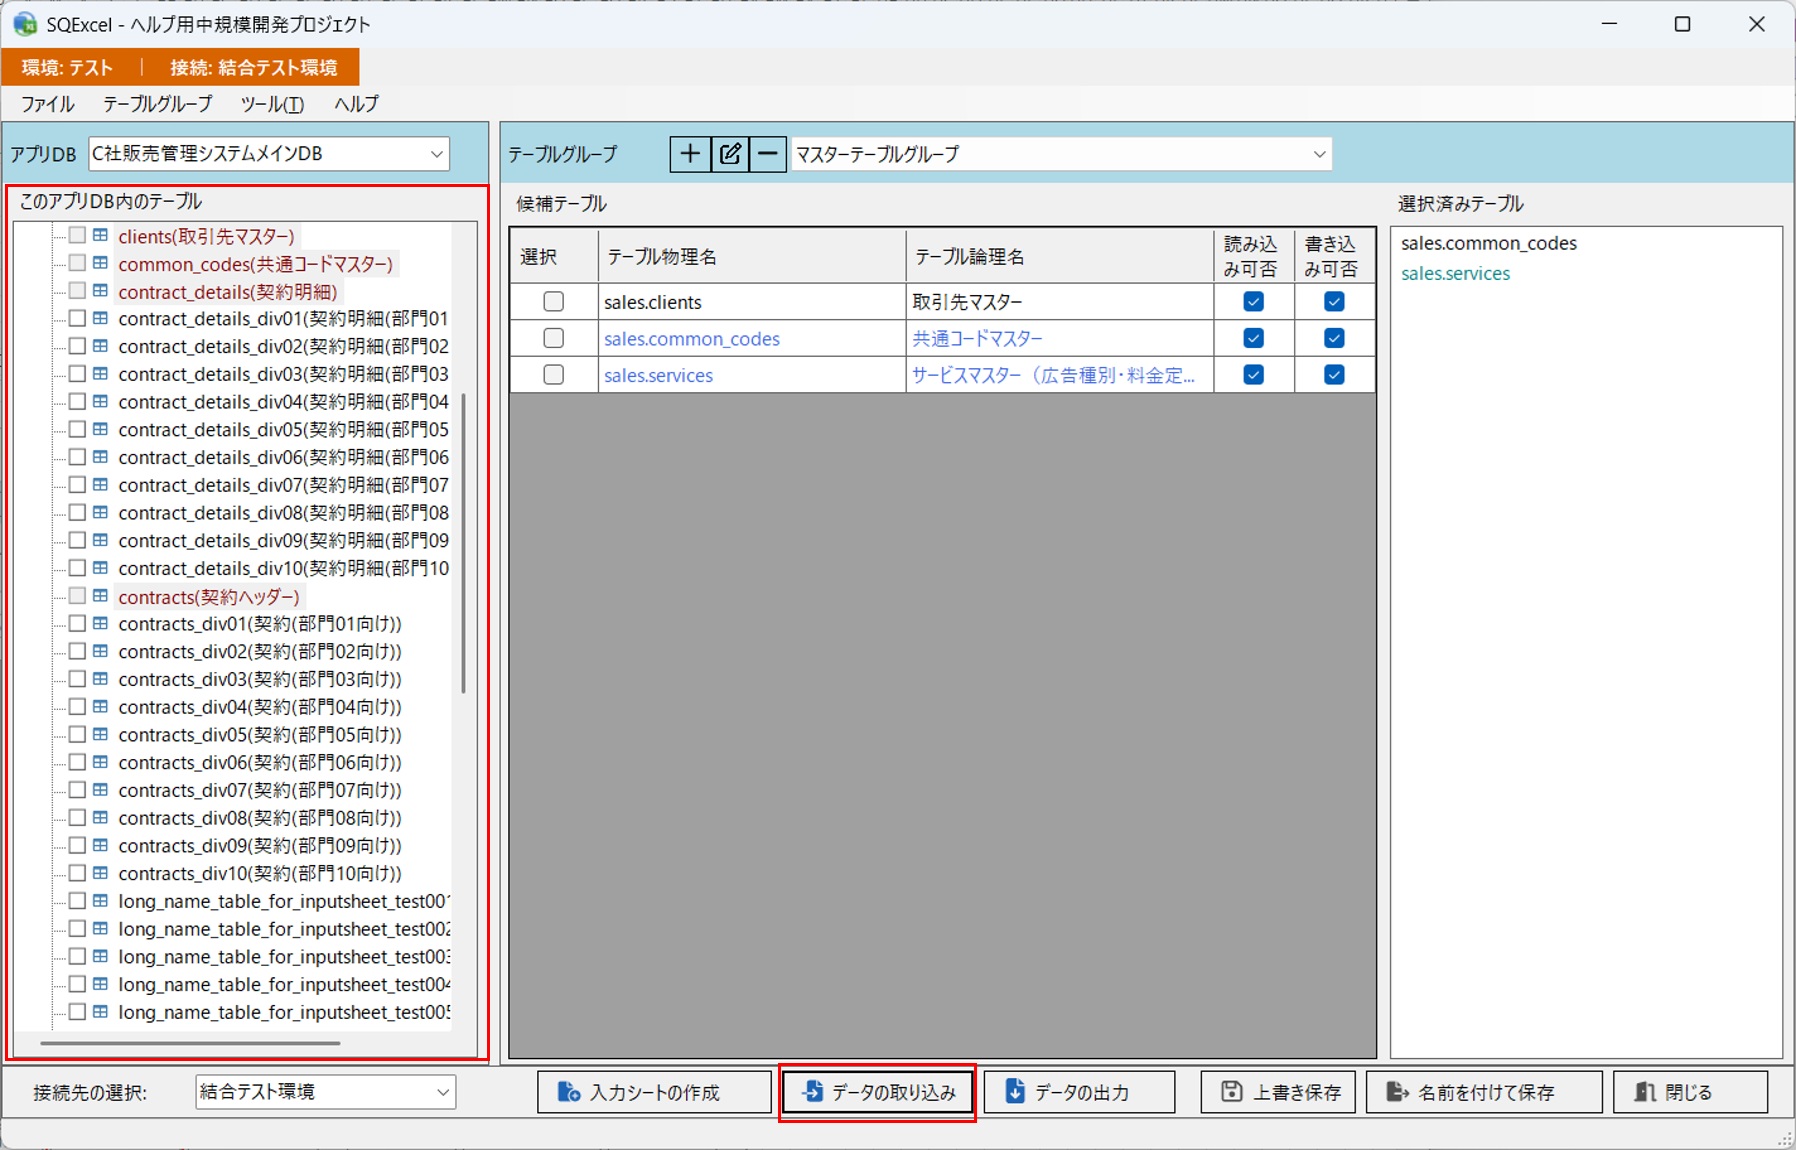 SQExcel - ヘルプ用中規模開発プロジェクト
環境: テスト | 接続: 結合テスト環境
ファイル テーブルグループ ツール(T) ヘルプ
アプリDB C社販売管理システムメインDB
このアプリDB内のテーブル
clients(取引先マスター)
common_codes(共通コードマスター)
contract_details(契約明細)
contract_details_div01(契約明細(部門01
contract_details_div02(契約明細(部門02
contract_details_div03(契約明細(部門03
contract_details_div04(契約明細(部門04
contract_details_div05(契約明細(部門05
contract_details_div06(契約明細(部門06
contract_details_div07(契約明細(部門07
contract_details_div08(契約明細(部門08
contract_details_div09(契約明細(部門09
contract_details_div10(契約明細(部門10
contracts(契約ヘッダー)
contracts_div01(契約(部門01向け))
contracts_div02(契約(部門02向け))
contracts_div03(契約(部門03向け))
contracts_div04(契約(部門04向け))
contracts_div05(契約(部門05向け))
contracts_div06(契約(部門06向け))
contracts_div07(契約(部門07向け))
contracts_div08(契約(部門08向け))
contracts_div09(契約(部門09向け))
contracts_div10(契約(部門10向け))
long_name_table_for_inputsheet_test001
long_name_table_for_inputsheet_test002
long_name_table_for_inputsheet_test003
long_name_table_for_inputsheet_test004
long_name_table_for_inputsheet_test005
テーブルグループ マスターテーブルグループ
候補テーブル
選択 テーブル物理名 テーブル論理名 読み込み可否 書き込み可否
sales.clients 取引先マスター
sales.common_codes 共通コードマスター
sales.services サービスマスター（広告種別・料金定...
選択済みテーブル
sales.common_codes
sales.services
接続先の選択: 結合テスト環境 入力シートの作成 データの取り込み データの出力 上書き保存 名前を付けて保存 閉じる